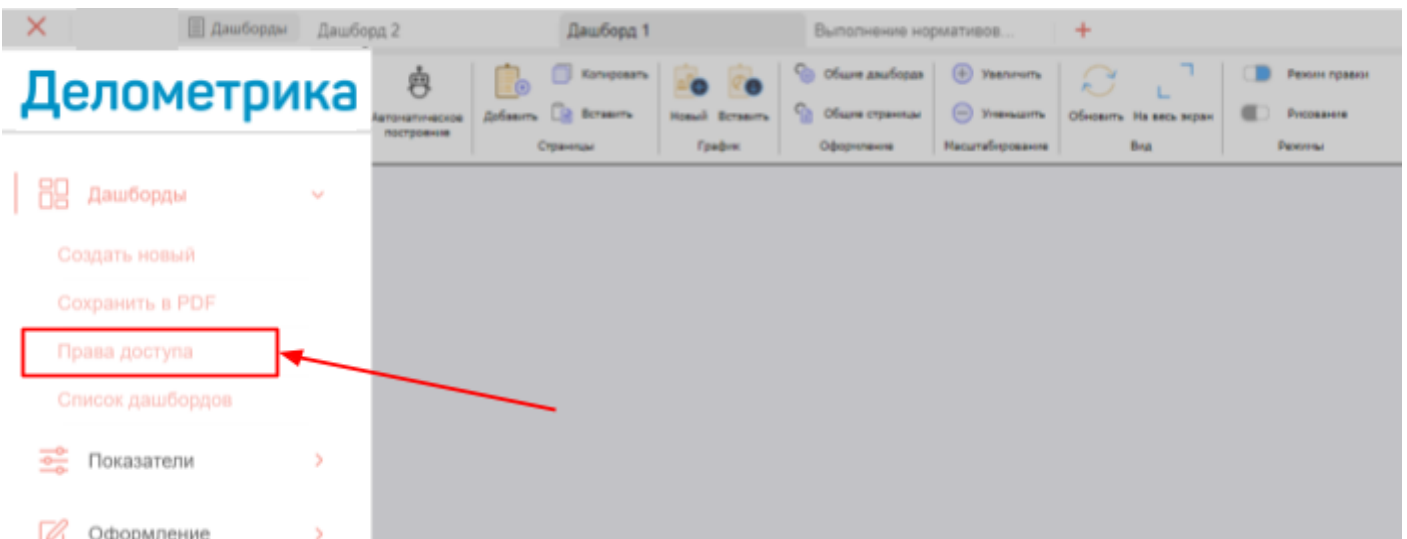 Дашборды Дашборд 2 Дашборд 1 Выполнение нормативов...
Делометрика
Автоматическое построение
Добавить Копировать Вставить
Страницы
Новый Вставить
График
Общие дашборда
Общие страницы
Оформление
Увеличить
Уменьшить
Масштабирование
Обновить На весь экран
Вид
Режим правки
Рисование
Режимы
Дашборды
Создать новый
Сохранить в PDF
Права доступа
Список дашбордов
Показатели
Оформление